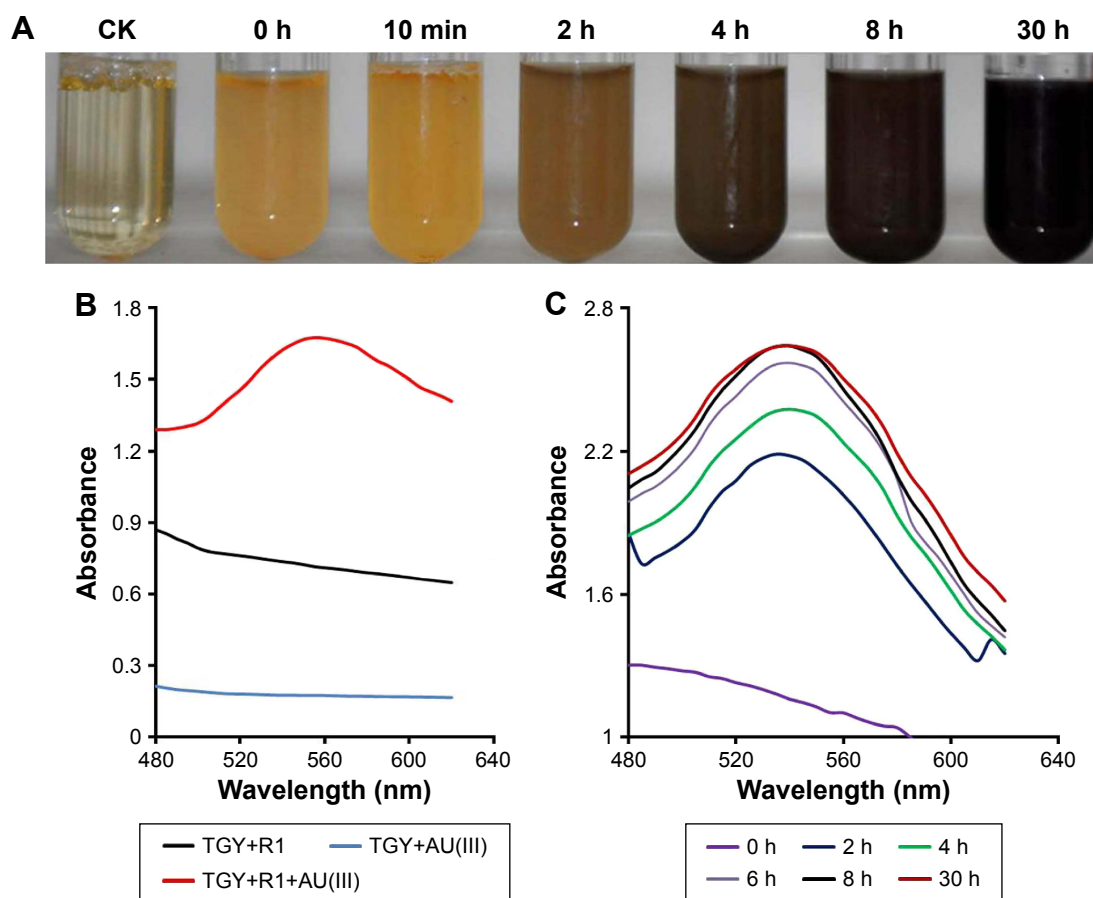 A
CK 0 h 10 min 2 h 4 h 8 h 30 h
B
1.8
1.5
1.2
0.9
0.6
0.3
0
Absorbance
480 520 560 600 640
Wavelength (nm)
TGY+R1 TGY+AU(III)
TGY+R1+AU(III)
C
2.8
2.2
1.6
1
Absorbance
480 520 560 600 640
Wavelength (nm)
0 h 2 h 4 h
6 h 8 h 30 h